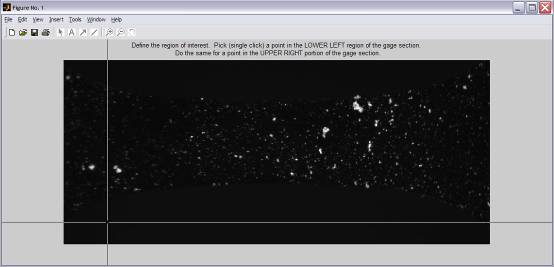 Figure No. 1
File Edit View Insert Tools Window Help
Define the region of interest. Pick (single click) a point in the LOWER LEFT region of the gage section.
Do the same for a point in the UPPER RIGHT portion of the gage section.